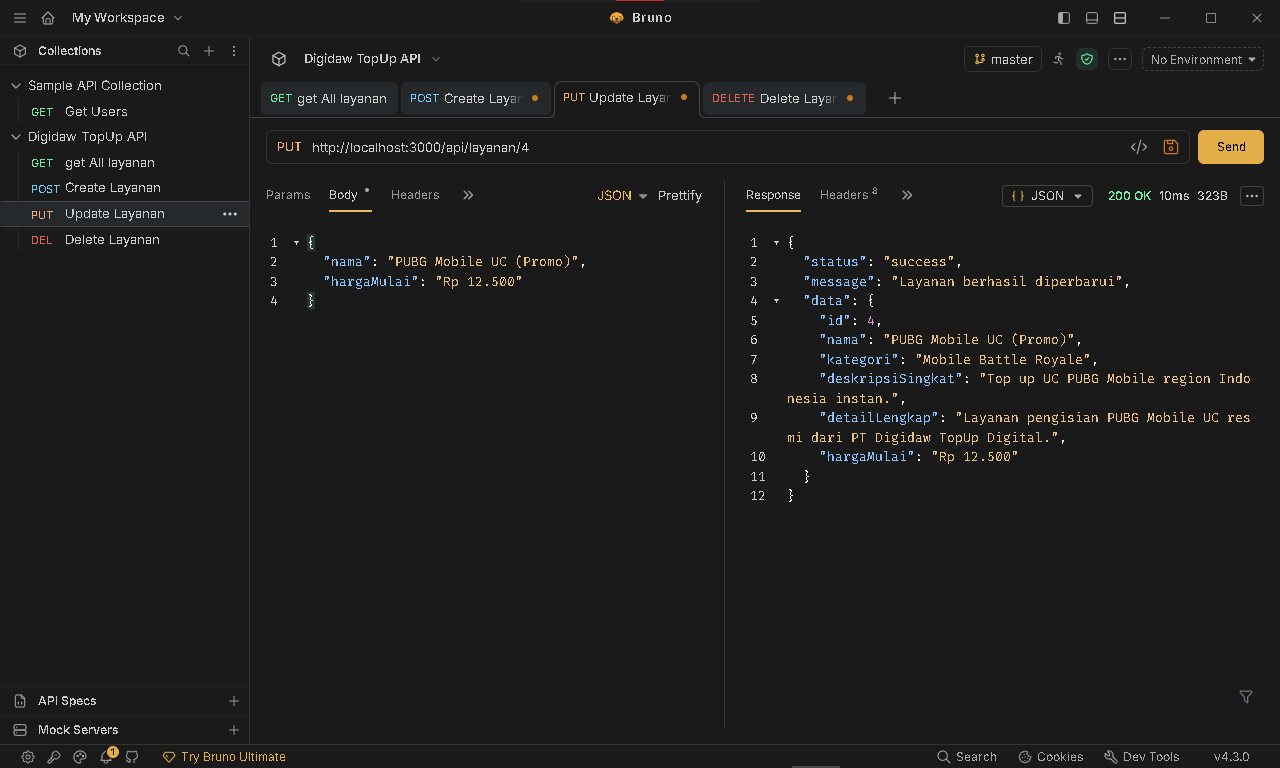 My Workspace
Bruno
Collections
Digidaw TopUp API
master
No Environment
Sample API Collection
GET Get Users
Digidaw TopUp API
GET get All layanan
POST Create Layanan
PUT Update Layanan
DEL Delete Layanan
GET get All layanan
POST Create Layar
PUT Update Layar
DELETE Delete Layar
PUT http://localhost:3000/api/layanan/4
</>
Send
Params
Body
Headers
JSON
Prettify
1 {
2 "nama": "PUBG Mobile UC (Promo)",
3 "hargaMulai": "Rp 12.500"
4 }
Response
Headers 8
{ } JSON
200 OK 10ms 323B
1 {
2 "status": "success",
3 "message": "Layanan berhasil diperbarui",
4 "data": {
5 "id": 4,
6 "nama": "PUBG Mobile UC (Promo)",
7 "kategori": "Mobile Battle Royale",
8 "deskripsiSingkat": "Top up UC PUBG Mobile region Indo
nesia instan.",
9 "detailLengkap": "Layanan pengisian PUBG Mobile UC res
mi dari PT Digidaw TopUp Digital.",
10 "hargaMulai": "Rp 12.500"
11 }
12 }
API Specs
Mock Servers
1
Try Bruno Ultimate
Search
Cookies
Dev Tools
v4.3.0